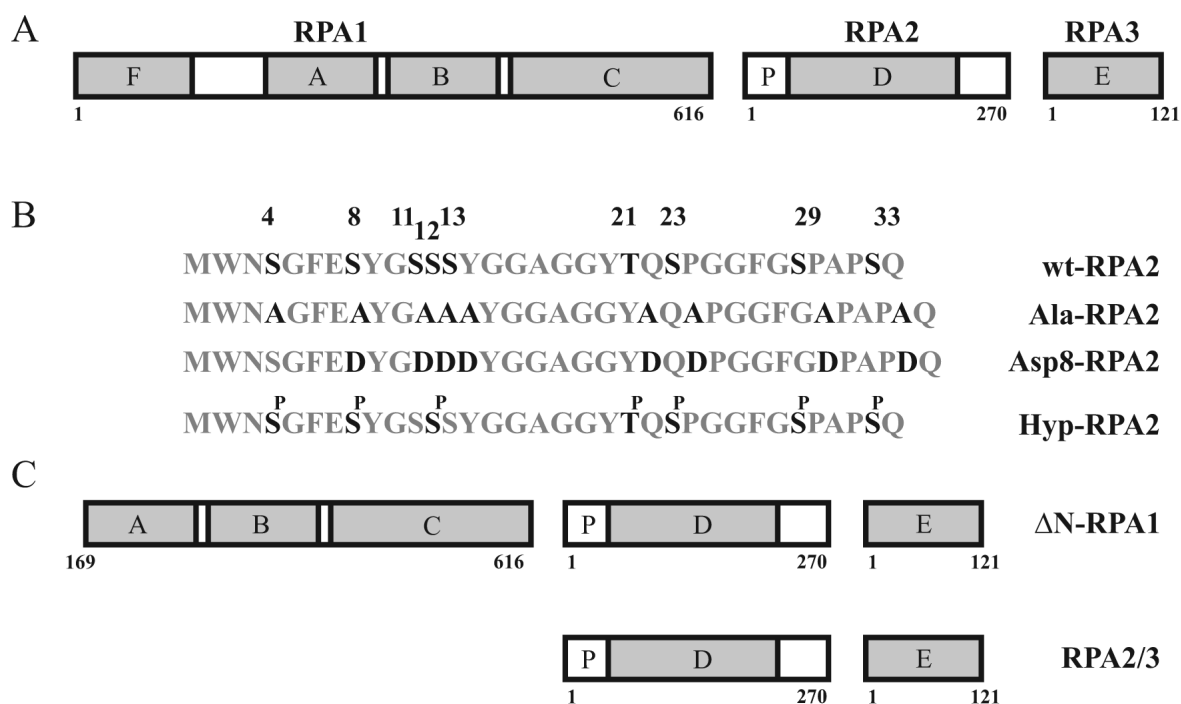 A
RPA1 RPA2 RPA3
F A B C P D E
1 616 1 270 1 121
B
4 8 11 12 13 21 23 29 33
MWNSGFESYGSSSYGGAGGYTQSPGGFGSPAPSQ wt-RPA2
MWNAGFEAYGAAAYGGAGGYAQAPGGFGAPAPAQ Ala-RPA2
MWNSGFEDYGDDDYGGAGGYDQDPGGFGDPAPDQ Asp8-RPA2
P P P P P P P
MWNSGFESYGSSSYGGAGGYTQSPGGFGSPAPSQ Hyp-RPA2
C
A B C P D E ΔN-RPA1
169 616 1 270 1 121
P D E RPA2/3
1 270 1 121